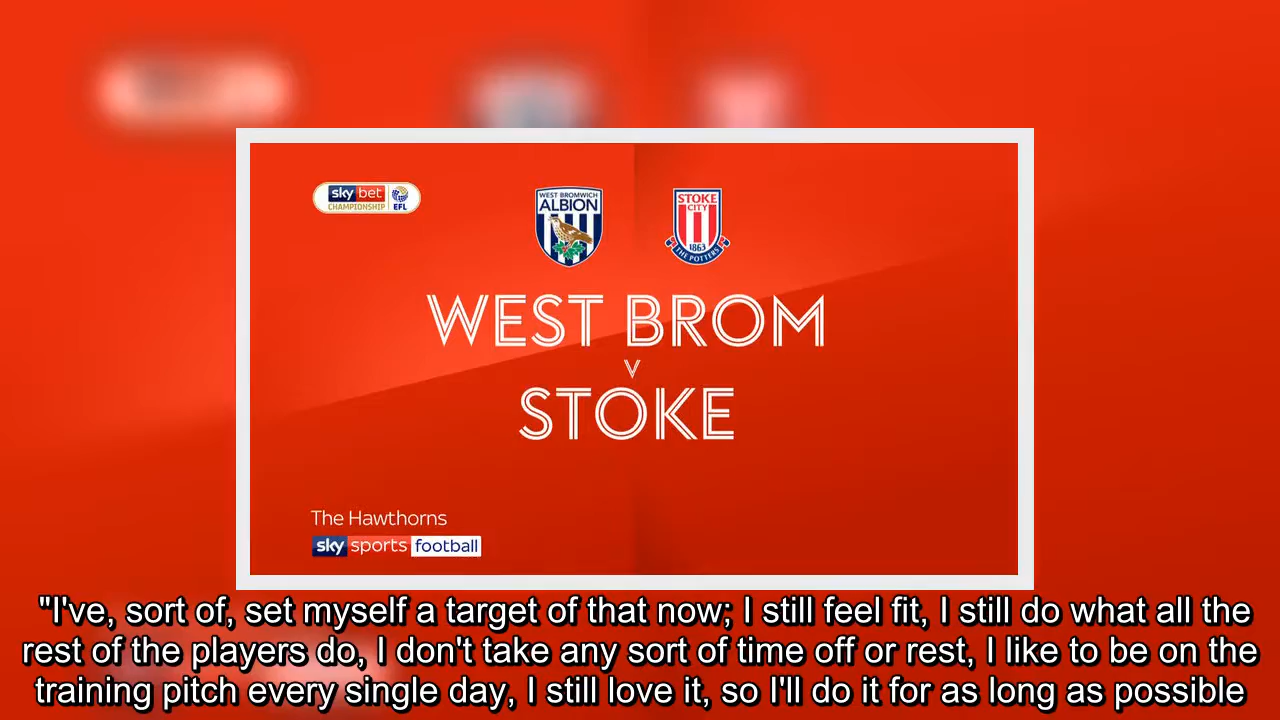 sky bet
CHAMPIONSHIP
EFL
WEST BROMWICH
ALBION
STOKE
CITY
1863
THE POTTERS
WEST BROM
V
STOKE
The Hawthorns
sky sports football
"I've, sort of, set myself a target of that now; I still feel fit, I still do what all the
rest of the players do, I don't take any sort of time off or rest, I like to be on the
training pitch every single day, I still love it, so I'll do it for as long as possible